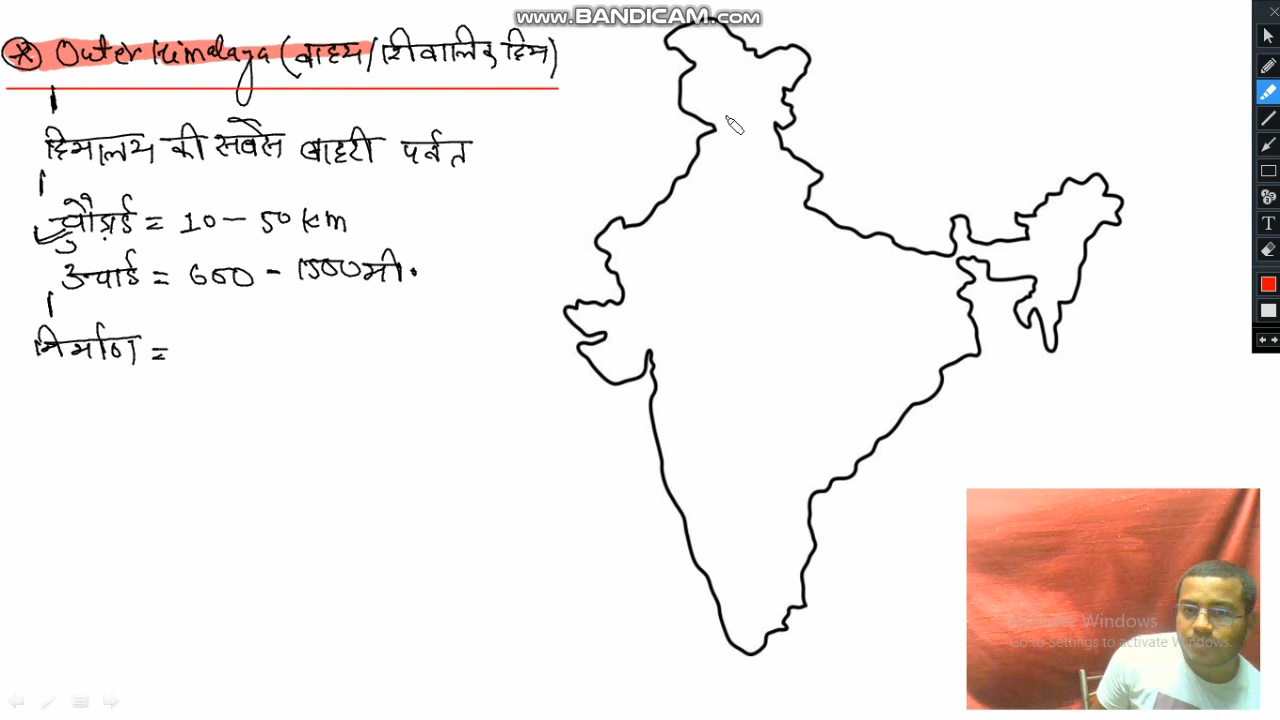 www.BANDICAM.com
* Outer Himalaya (बाह्य/शिवालिक हिम)
हिमालय की सबसे बाहरी पर्वत
चौड़ाई = 10 - 50 km
ऊचाई = 600 - 1500 मी.
निर्माण =
Activate Windows
Go to Settings to activate Windows.